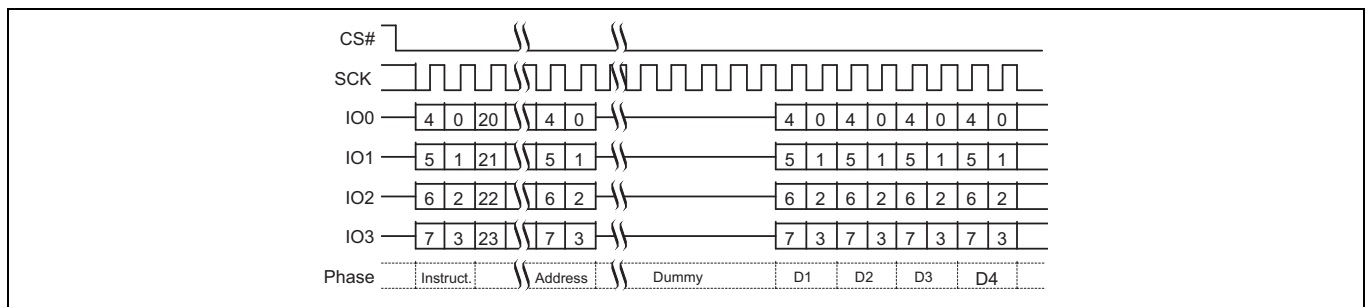 CS#
SCK
IO0 4 0 20 4 0 4 0 4 0 4 0 4 0
IO1 5 1 21 5 1 5 1 5 1 5 1 5 1
IO2 6 2 22 6 2 6 2 6 2 6 2 6 2
IO3 7 3 23 7 3 7 3 7 3 7 3 7 3
Phase Instruct. Address Dummy D1 D2 D3 D4